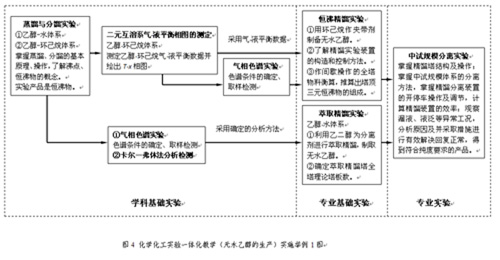 蒸馏与分馏实验
①乙醇-水体系
②乙醇-环己烷体系
掌握蒸馏、分馏的基本
原理、操作，了解沸点、
恒沸物的概念。
实验产品是恒沸物。
二元互溶系气液平衡相图的测定
乙醇-环己烷体系
测定乙醇-环己烷气、液平衡数据并
绘出T-x相图
采用气、液平衡数据
气相色谱实验
色谱条件的确定、
取样检测
①气相色谱实验
色谱条件的确定、取样检测
②卡尔—弗休法分析检测
采用确定的分析方法
恒沸精馏实验
①用环己烷作夹带剂
制备无水乙醇。
②了解精馏实验装置
的构造和控制方法。
③作间歇操作的全塔
物料衡算，推算出塔顶
三元恒沸物的组成。
萃取精馏实验
乙醇-水体系
①利用乙二醇为分离
剂进行萃取精馏，制取
无水乙醇。
②确定萃取精馏塔全
塔理论塔板数。
中试规模分离实验
掌握精馏结构及操作；
掌握中试规模体系的分离
方法，掌握精馏分离装置
的开停车操作及调节，计
算精馏装置的效率；观察
漏液、液泛等异常工况，
分析原因及并采取措施进
行有效解决回复正常，得
到符合纯度要求的产品。
学科基础实验
专业基础实验
专业实验
图 4 化学化工实验一体化教学（无水乙醇的生产）实施举例 1 图